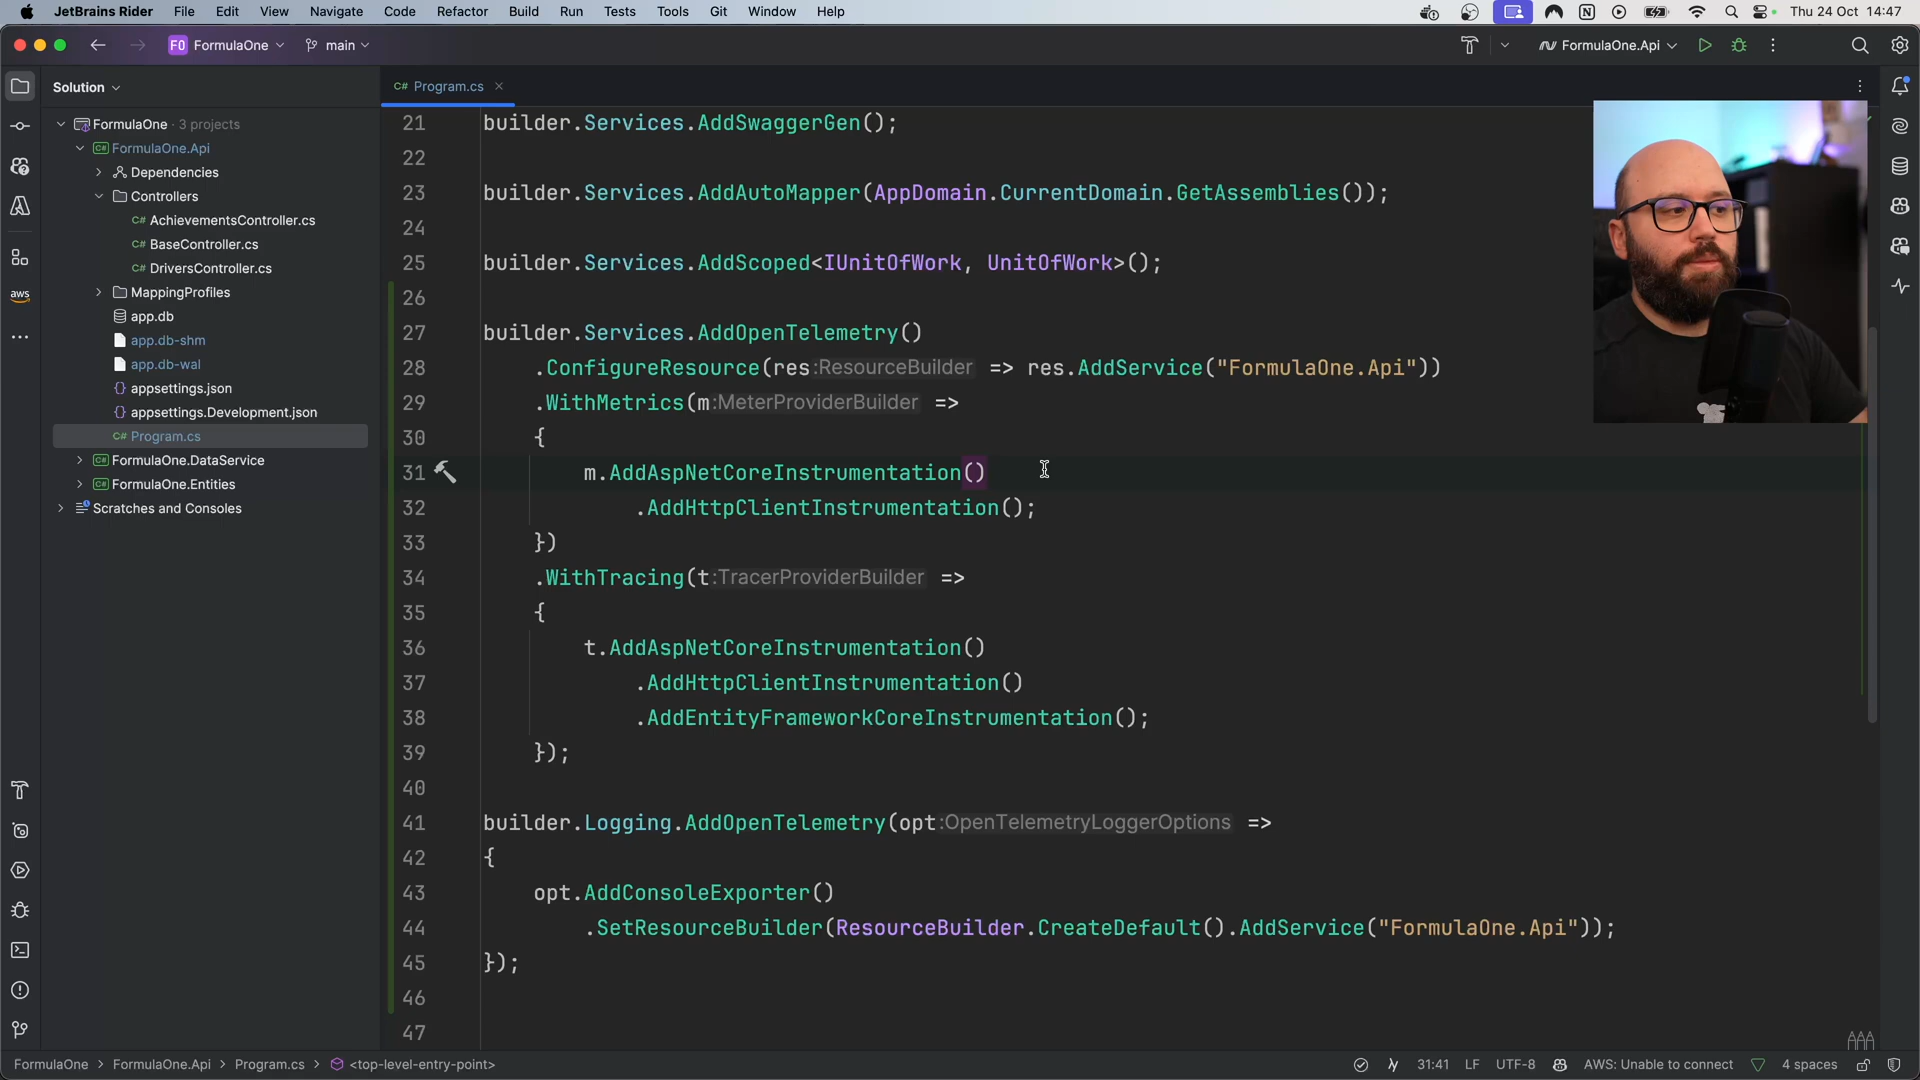 JetBrains Rider File Edit View Navigate Code Refactor Build Run Tests Tools Git Window Help Thu 24 Oct 14:47
FO FormulaOne main FormulaOne.Api
Solution
C# Program.cs
FormulaOne · 3 projects
FormulaOne.Api
Dependencies
Controllers
C# AchievementsController.cs
C# BaseController.cs
C# DriversController.cs
MappingProfiles
app.db
app.db-shm
app.db-wal
appsettings.json
appsettings.Development.json
C# Program.cs
C# FormulaOne.DataService
C# FormulaOne.Entities
Scratches and Consoles
aws
21 builder.Services.AddSwaggerGen();
22
23 builder.Services.AddAutoMapper(AppDomain.CurrentDomain.GetAssemblies());
24
25 builder.Services.AddScoped<IUnitOfWork, UnitOfWork>();
26
27 builder.Services.AddOpenTelemetry()
28 .ConfigureResource(res:ResourceBuilder => res.AddService("FormulaOne.Api"))
29 .WithMetrics(m:MeterProviderBuilder =>
30 {
31 m.AddAspNetCoreInstrumentation()
32 .AddHttpClientInstrumentation();
33 })
34 .WithTracing(t:TracerProviderBuilder =>
35 {
36 t.AddAspNetCoreInstrumentation()
37 .AddHttpClientInstrumentation()
38 .AddEntityFrameworkCoreInstrumentation();
39 });
40
41 builder.Logging.AddOpenTelemetry(opt:OpenTelemetryLoggerOptions =>
42 {
43 opt.AddConsoleExporter()
44 .SetResourceBuilder(ResourceBuilder.CreateDefault().AddService("FormulaOne.Api"));
45 });
46
47
FormulaOne > FormulaOne.Api > Program.cs > <top-level-entry-point> 31:41 LF UTF-8 AWS: Unable to connect 4 spaces